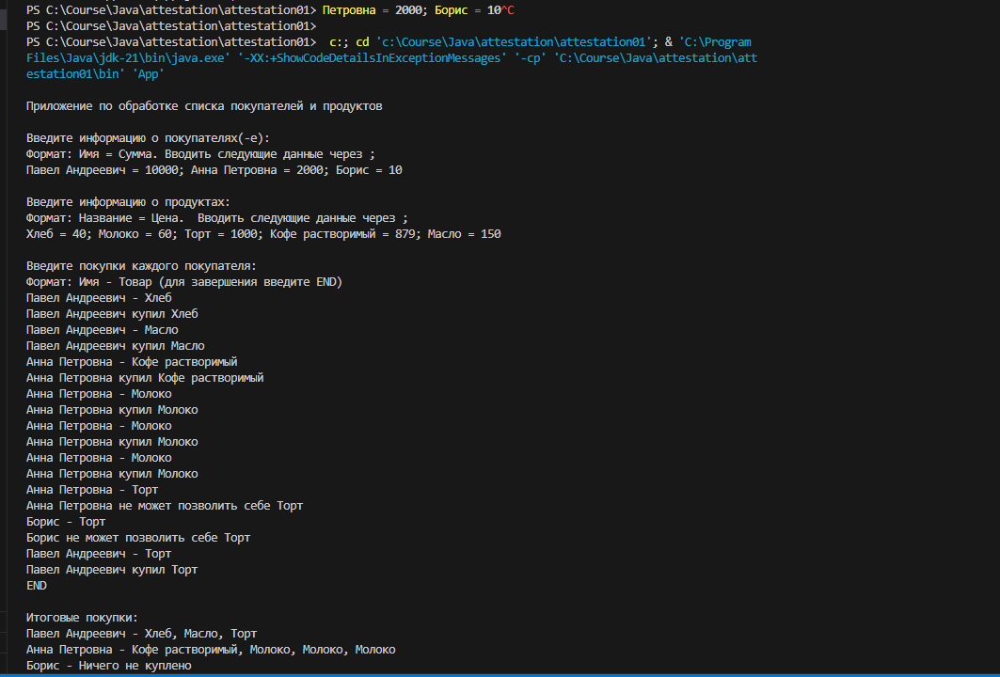 PS C:\Course\Java\attestation\attestation01> Петровна = 2000; Борис = 10^C
PS C:\Course\Java\attestation\attestation01>
PS C:\Course\Java\attestation\attestation01>  c:; cd 'c:\Course\Java\attestation\attestation01'; & 'C:\Program
Files\Java\jdk-21\bin\java.exe' '-XX:+ShowCodeDetailsInExceptionMessages' '-cp' 'C:\Course\Java\attestation\att
estation01\bin' 'App'
Приложение по обработке списка покупателей и продуктов
Введите информацию о покупателях(-е):
Формат: Имя = Сумма. Вводить следующие данные через ;
Павел Андреевич = 10000; Анна Петровна = 2000; Борис = 10
Введите информацию о продуктах:
Формат: Название = Цена.  Вводить следующие данные через ;
Хлеб = 40; Молоко = 60; Торт = 1000; Кофе растворимый = 879; Масло = 150
Введите покупки каждого покупателя:
Формат: Имя - Товар (для завершения введите END)
Павел Андреевич - Хлеб
Павел Андреевич купил Хлеб
Павел Андреевич - Масло
Павел Андреевич купил Масло
Анна Петровна - Кофе растворимый
Анна Петровна купил Кофе растворимый
Анна Петровна - Молоко
Анна Петровна купил Молоко
Анна Петровна - Молоко
Анна Петровна купил Молоко
Анна Петровна - Молоко
Анна Петровна купил Молоко
Анна Петровна - Торт
Анна Петровна не может позволить себе Торт
Борис - Торт
Борис не может позволить себе Торт
Павел Андреевич - Торт
Павел Андреевич купил Торт
END
Итоговые покупки:
Павел Андреевич - Хлеб, Масло, Торт
Анна Петровна - Кофе растворимый, Молоко, Молоко, Молоко
Борис - Ничего не куплено